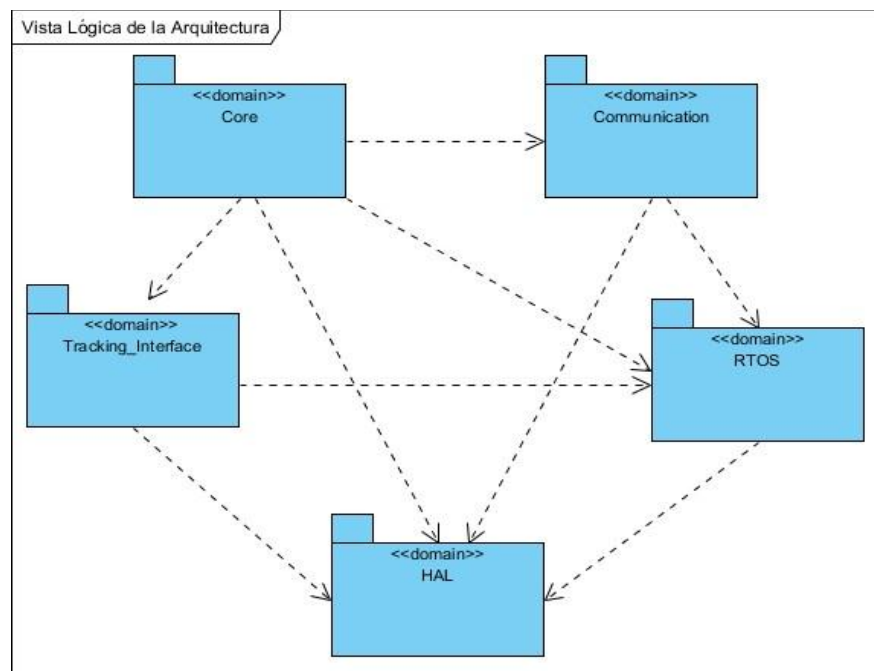 Vista Lógica de la Arquitectura
<<domain>>
Core
<<domain>>
Communication
<<domain>>
Tracking_Interface
<<domain>>
RTOS
<<domain>>
HAL